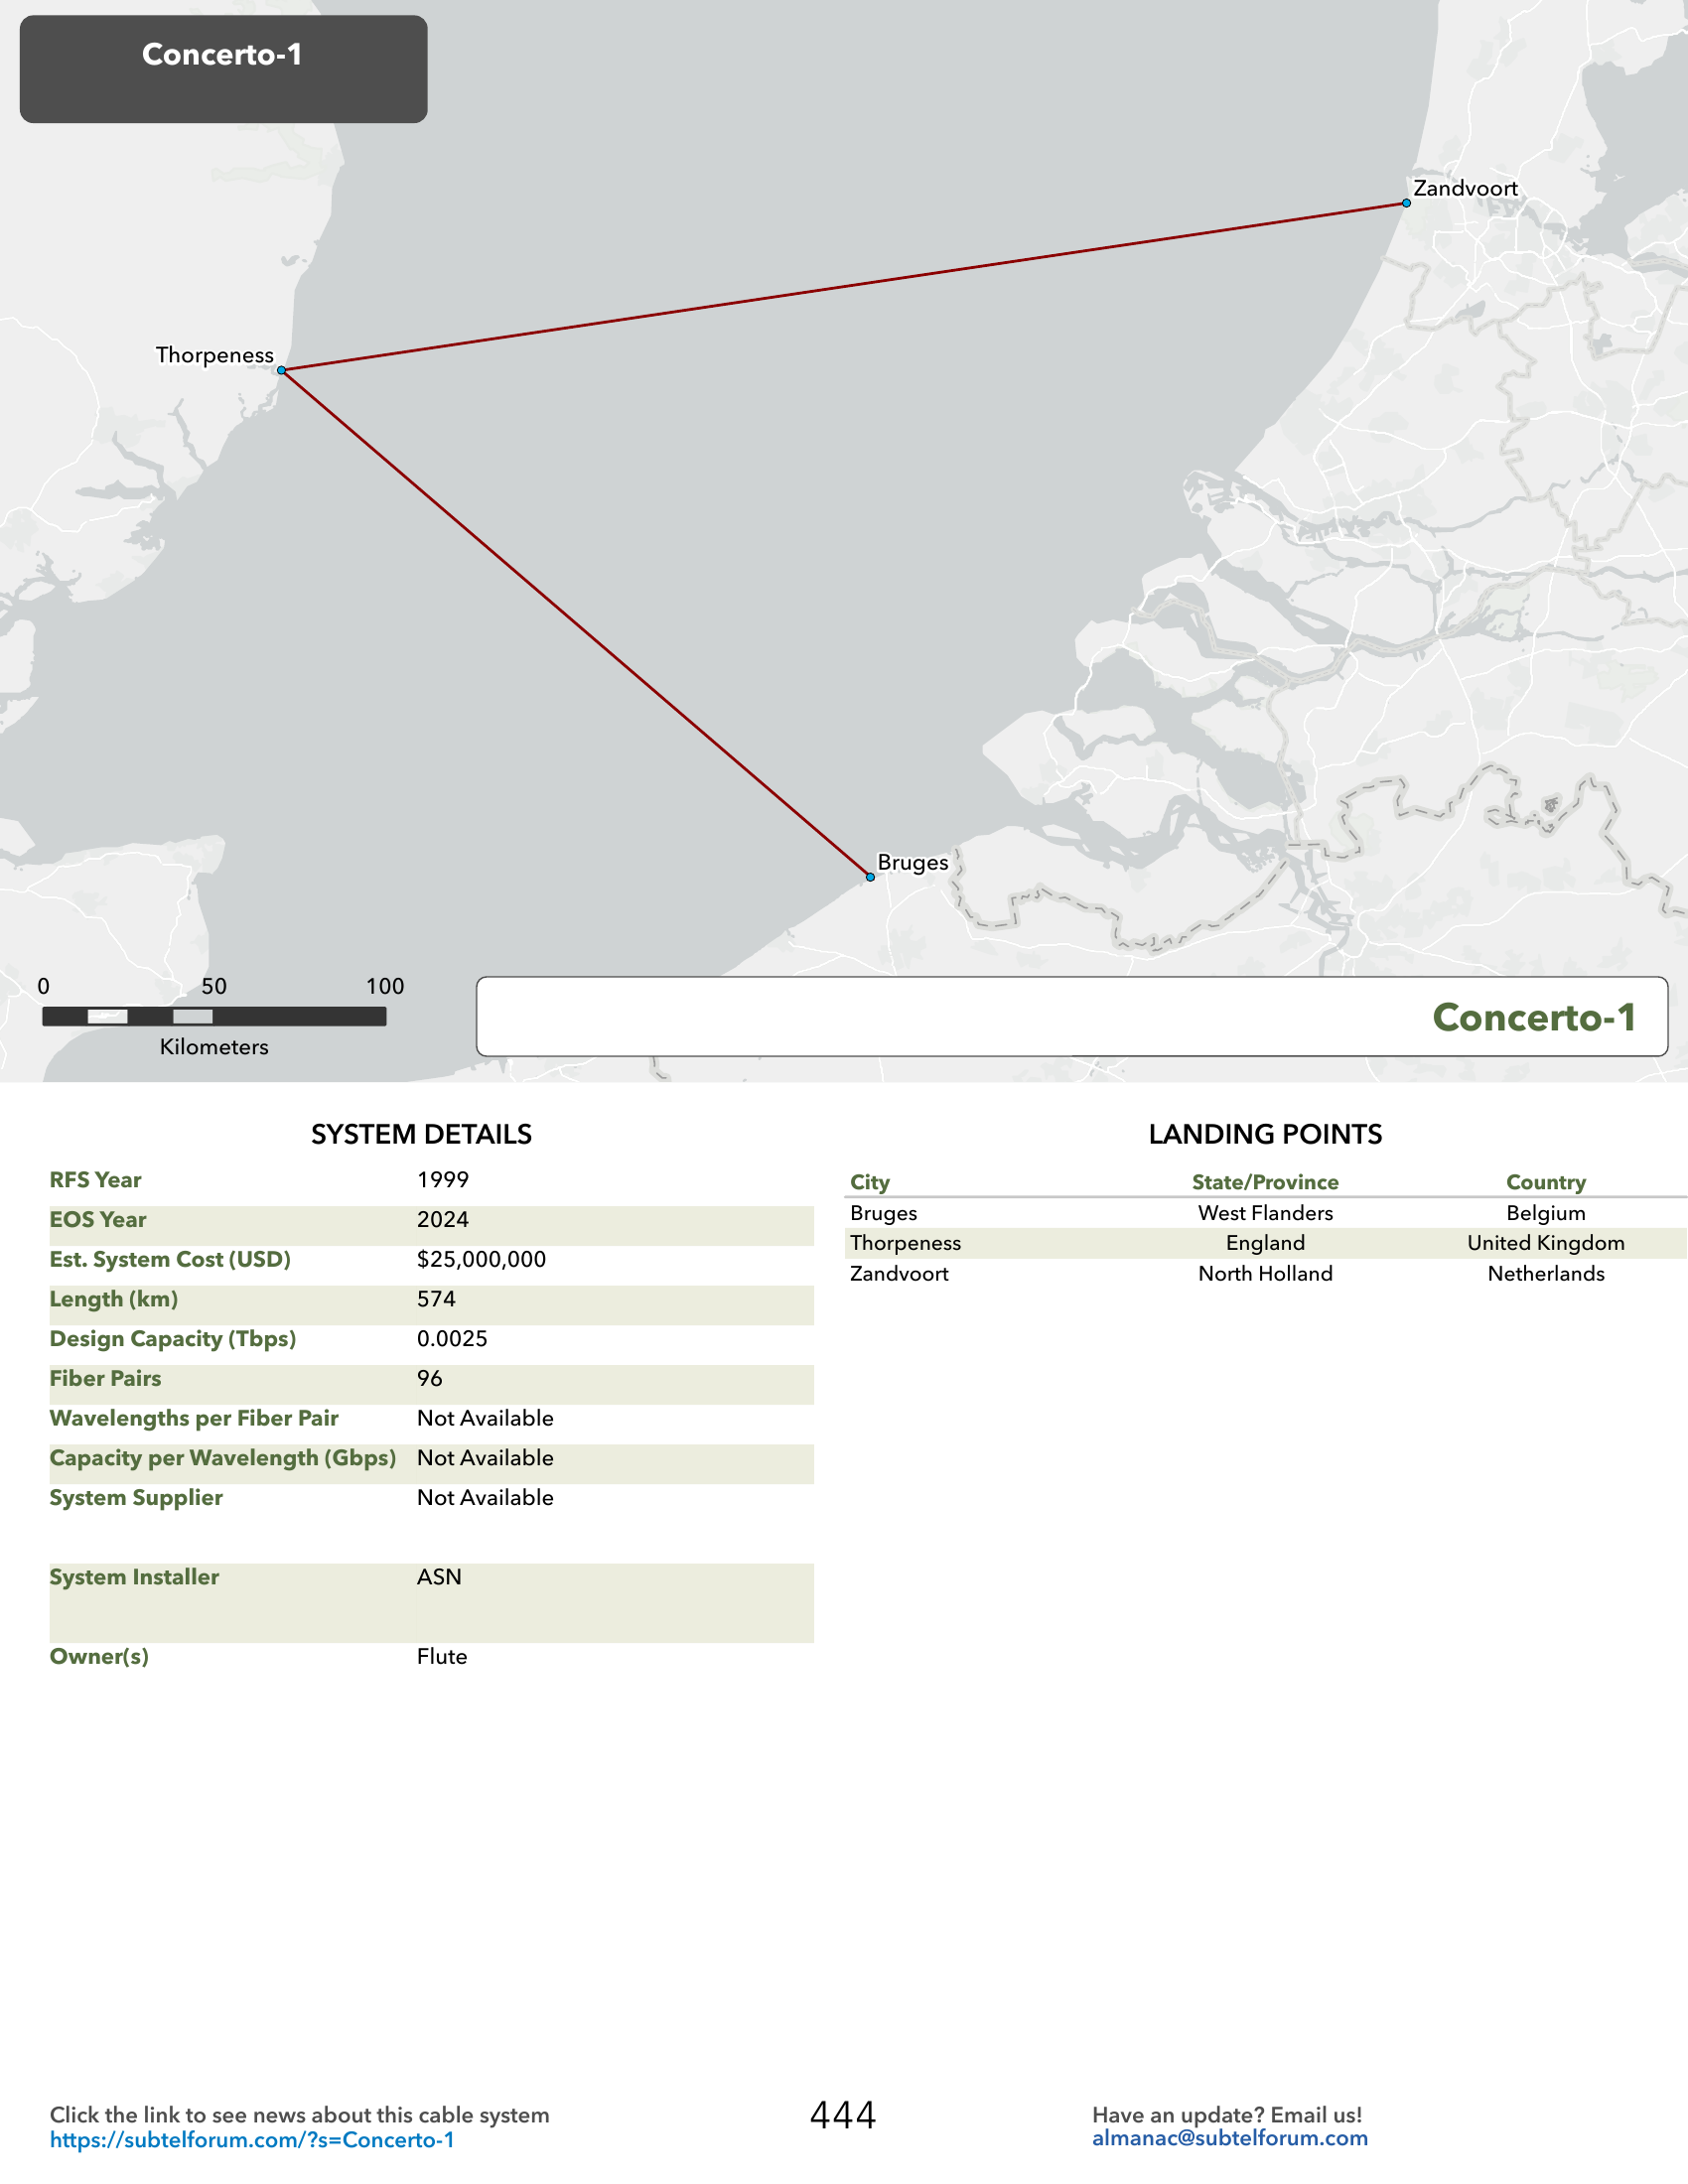 Concerto-1
Zandvoort
Thorpeness
Bruges
0 50 100
Kilometers
Concerto-1
SYSTEM DETAILS
RFS Year 1999
EOS Year 2024
Est. System Cost (USD) $25,000,000
Length (km) 574
Design Capacity (Tbps) 0.0025
Fiber Pairs 96
Wavelengths per Fiber Pair Not Available
Capacity per Wavelength (Gbps) Not Available
System Supplier Not Available
System Installer ASN
Owner(s) Flute
LANDING POINTS
City State/Province Country
Bruges West Flanders Belgium
Thorpeness England United Kingdom
Zandvoort North Holland Netherlands
Click the link to see news about this cable system
https://subtelforum.com/?s=Concerto-1
444
Have an update? Email us!
almanac@subtelforum.com